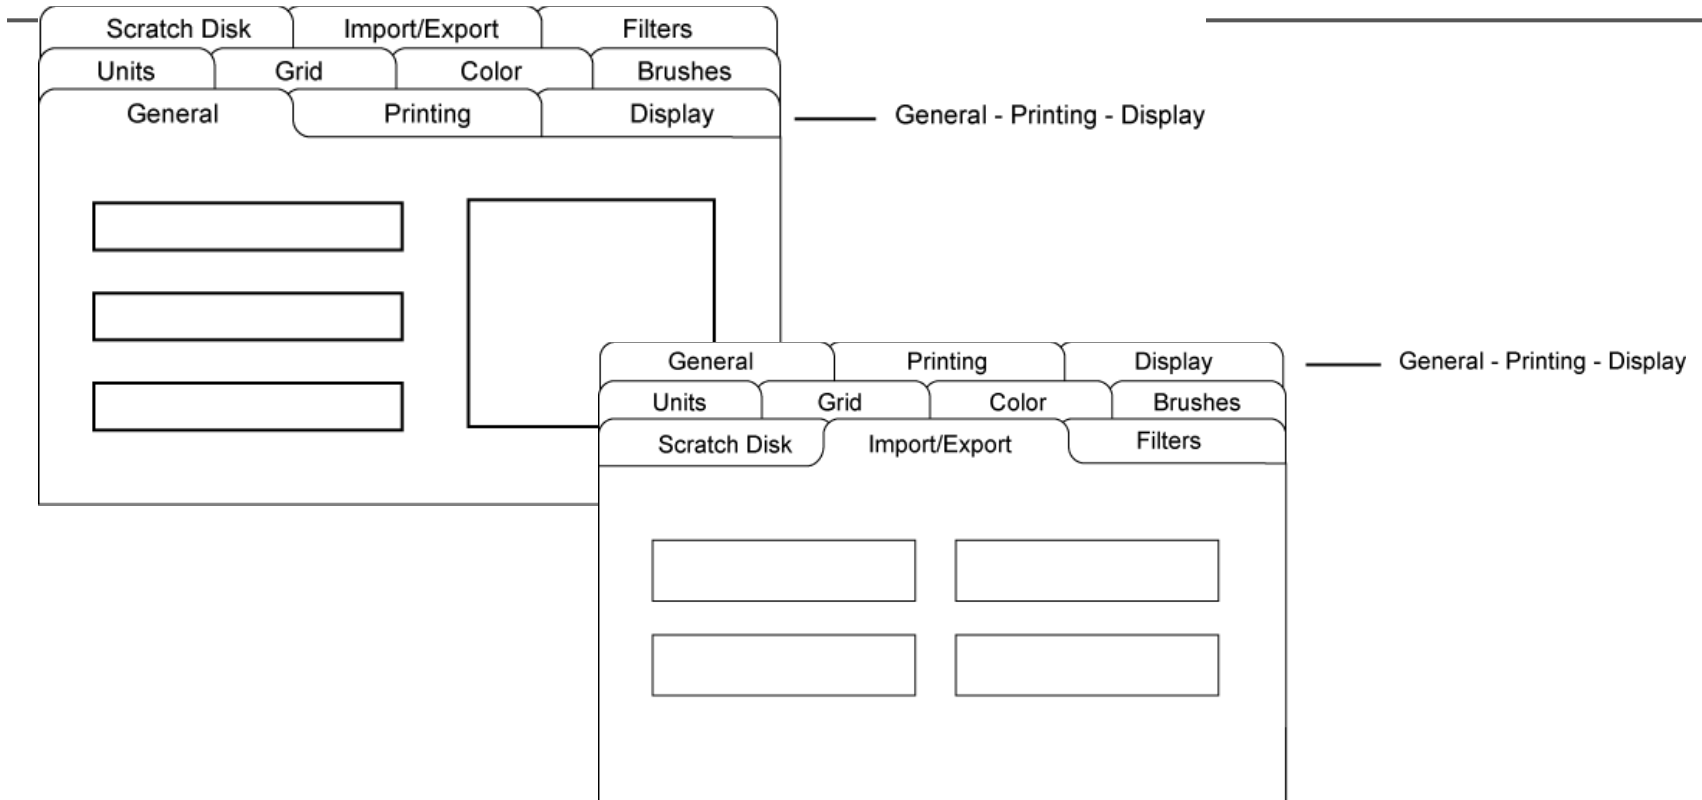 Scratch Disk Import/Export Filters
Units Grid Color Brushes
General Printing Display
General - Printing - Display
General Printing Display
General - Printing - Display
Units Grid Color Brushes
Scratch Disk Import/Export Filters